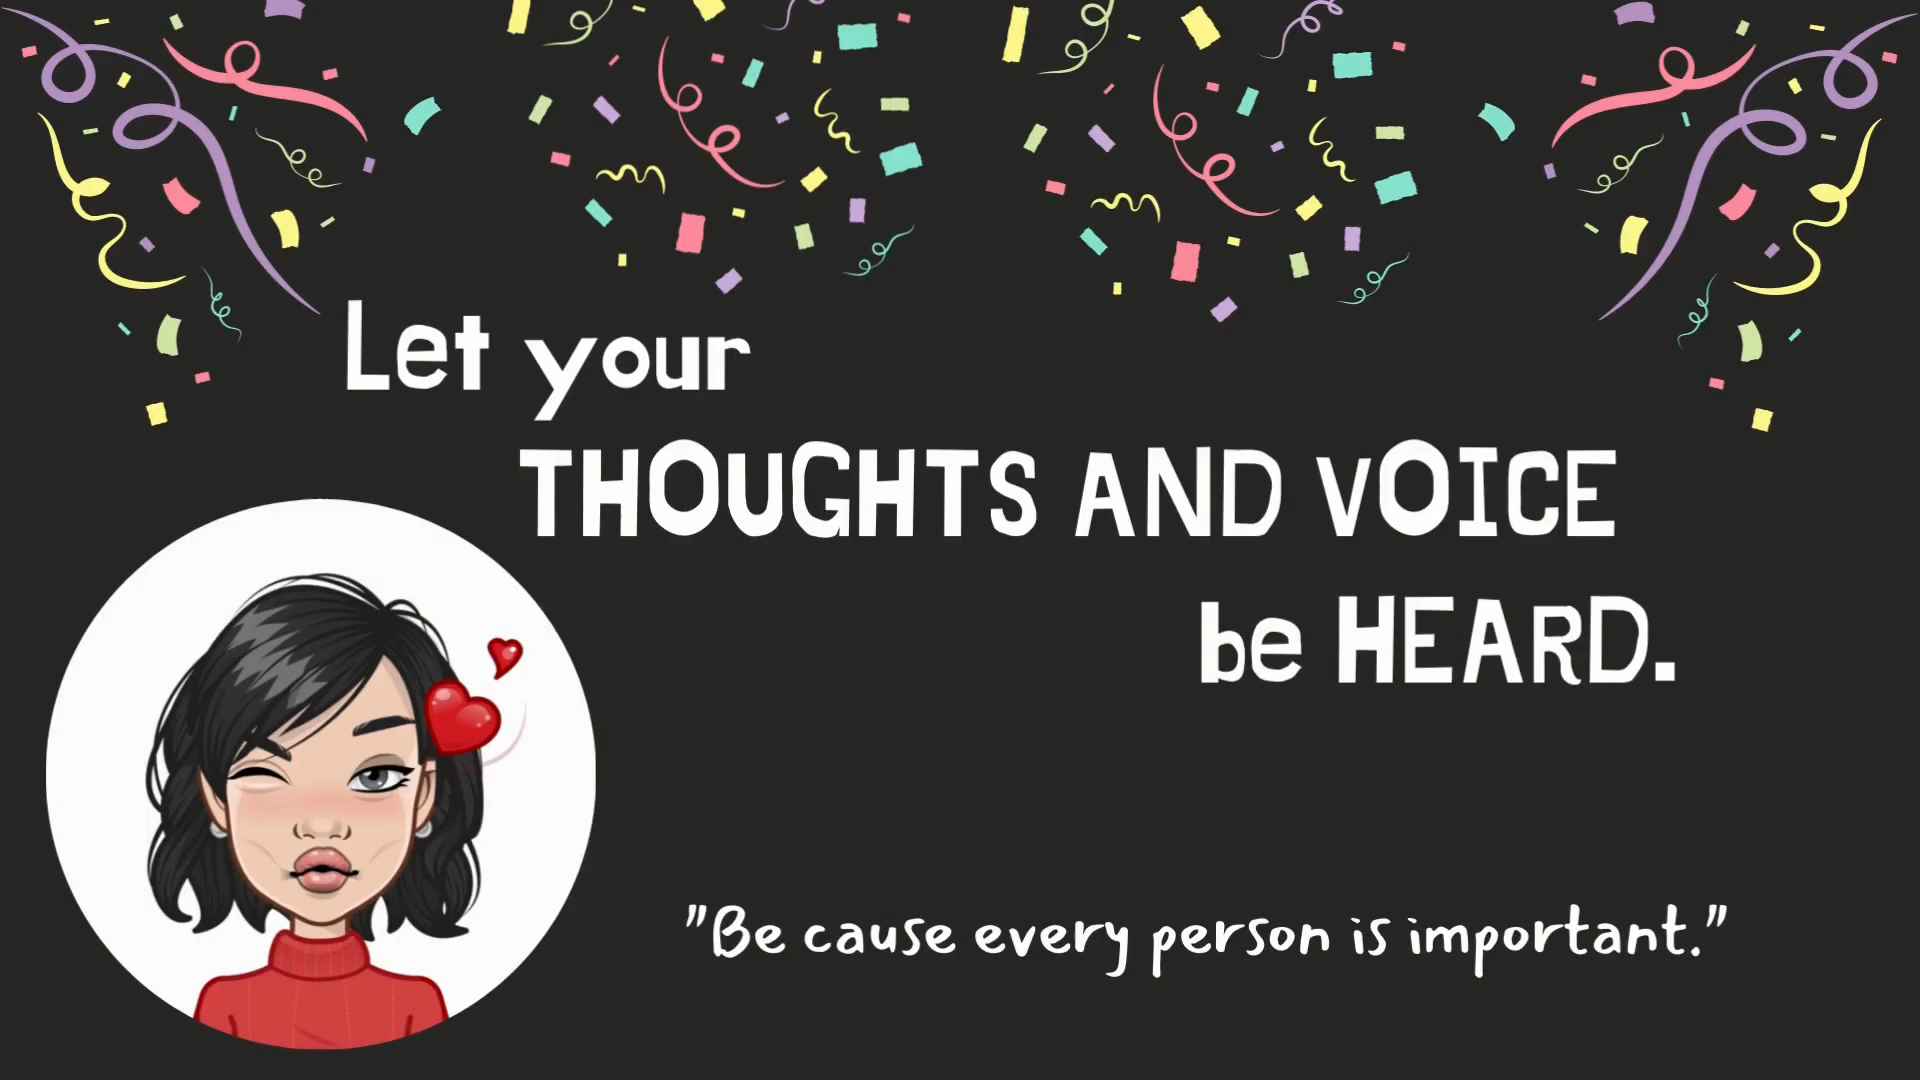 Let your
THOUGHTS AND VOICE
be HEARD.
"Be cause every person is important."